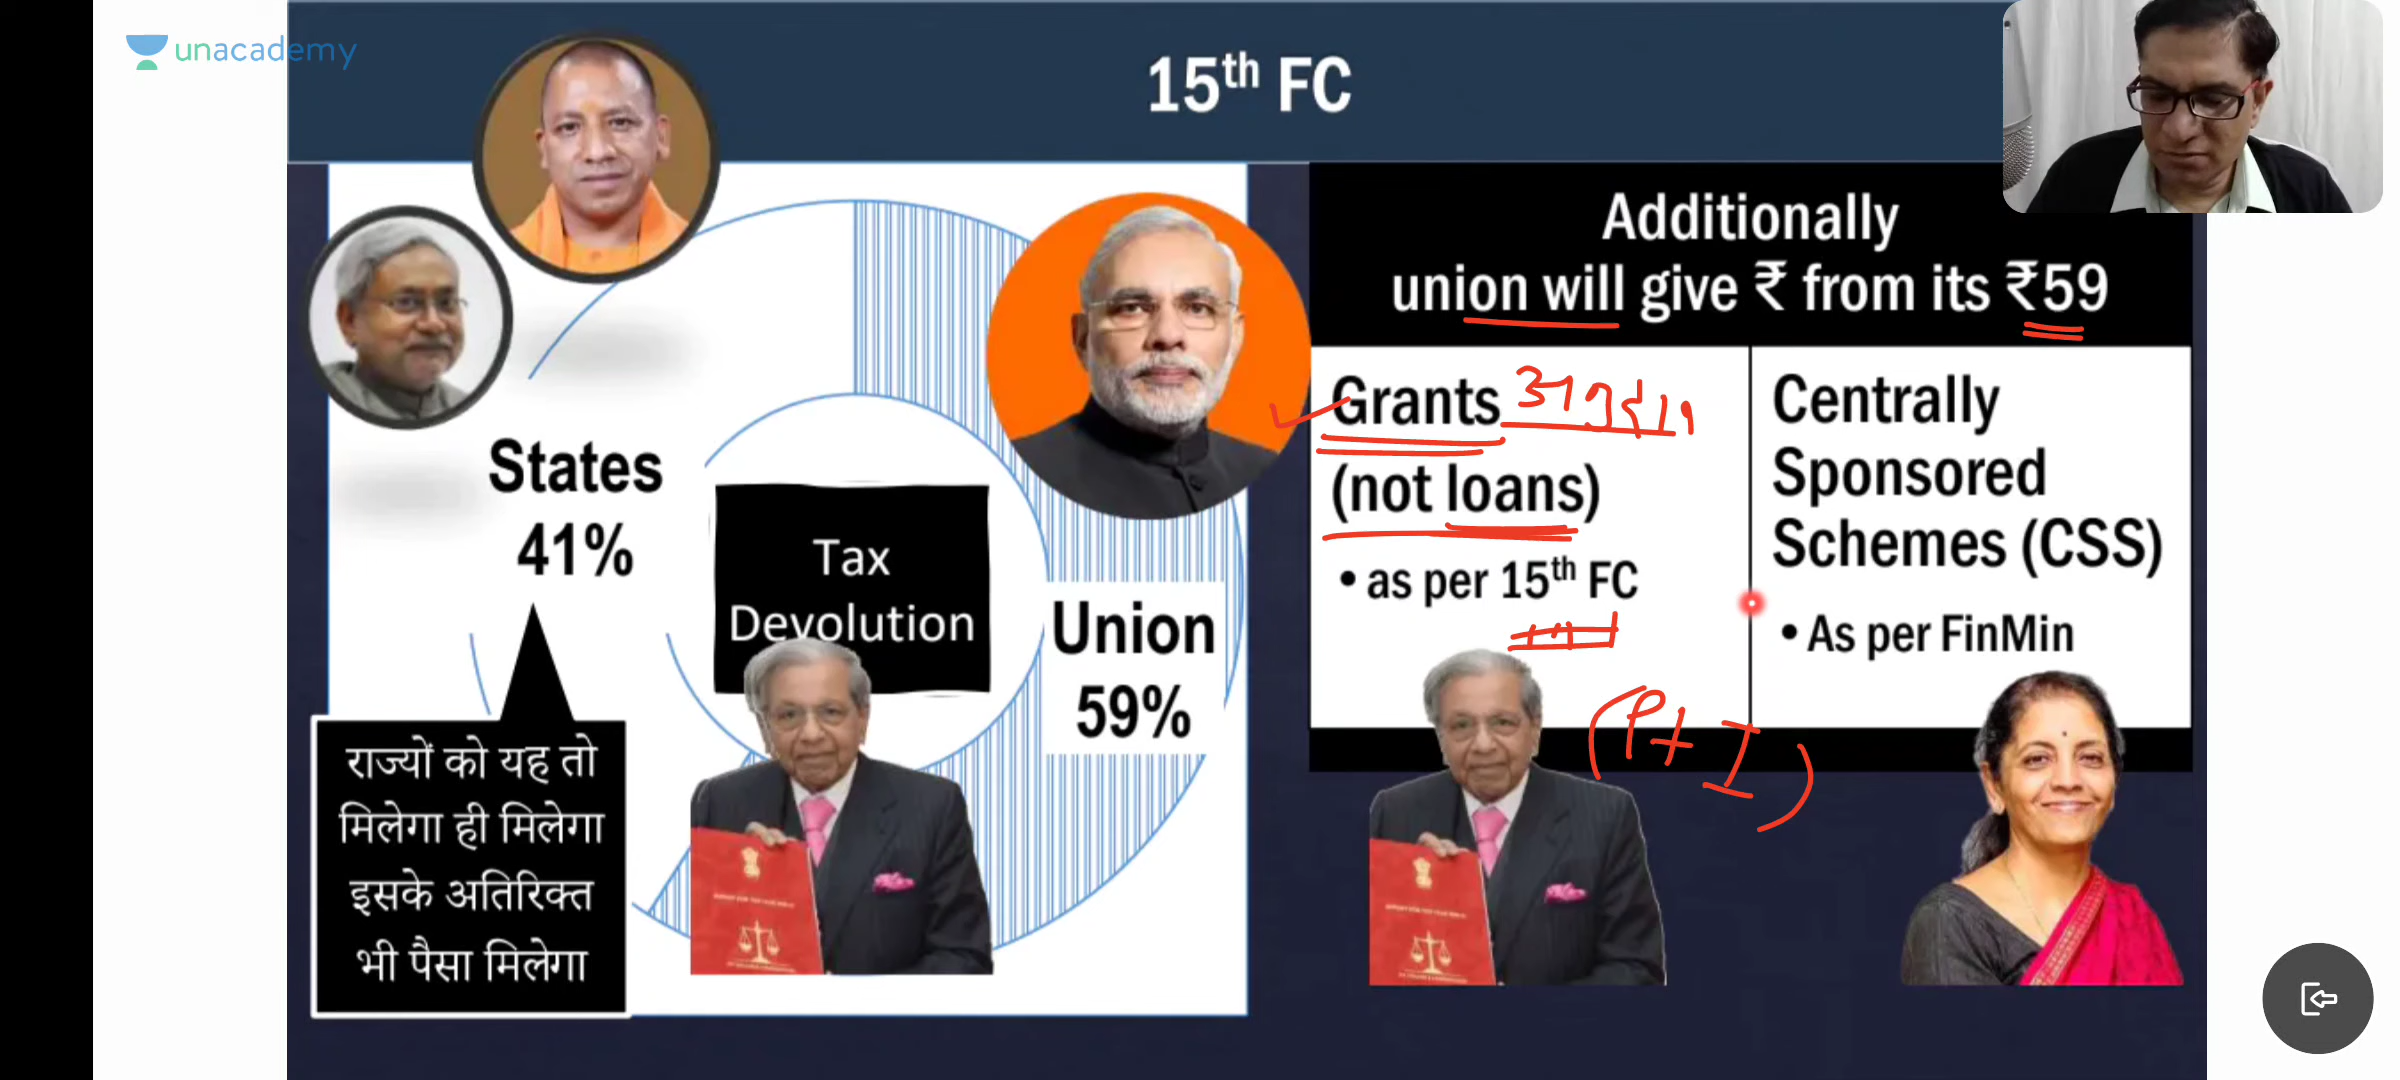 unacademy
15th FC
States
41%
Tax
Devolution
Union
59%
राज्यों को यह तो
मिलेगा ही मिलेगा
इसके अतिरिक्त
भी पैसा मिलेगा
Additionally
union will give ₹ from its ₹59
Grants अनुदान
(not loans)
• as per 15th FC
(P+I)
Centrally
Sponsored
Schemes (CSS)
• As per FinMin